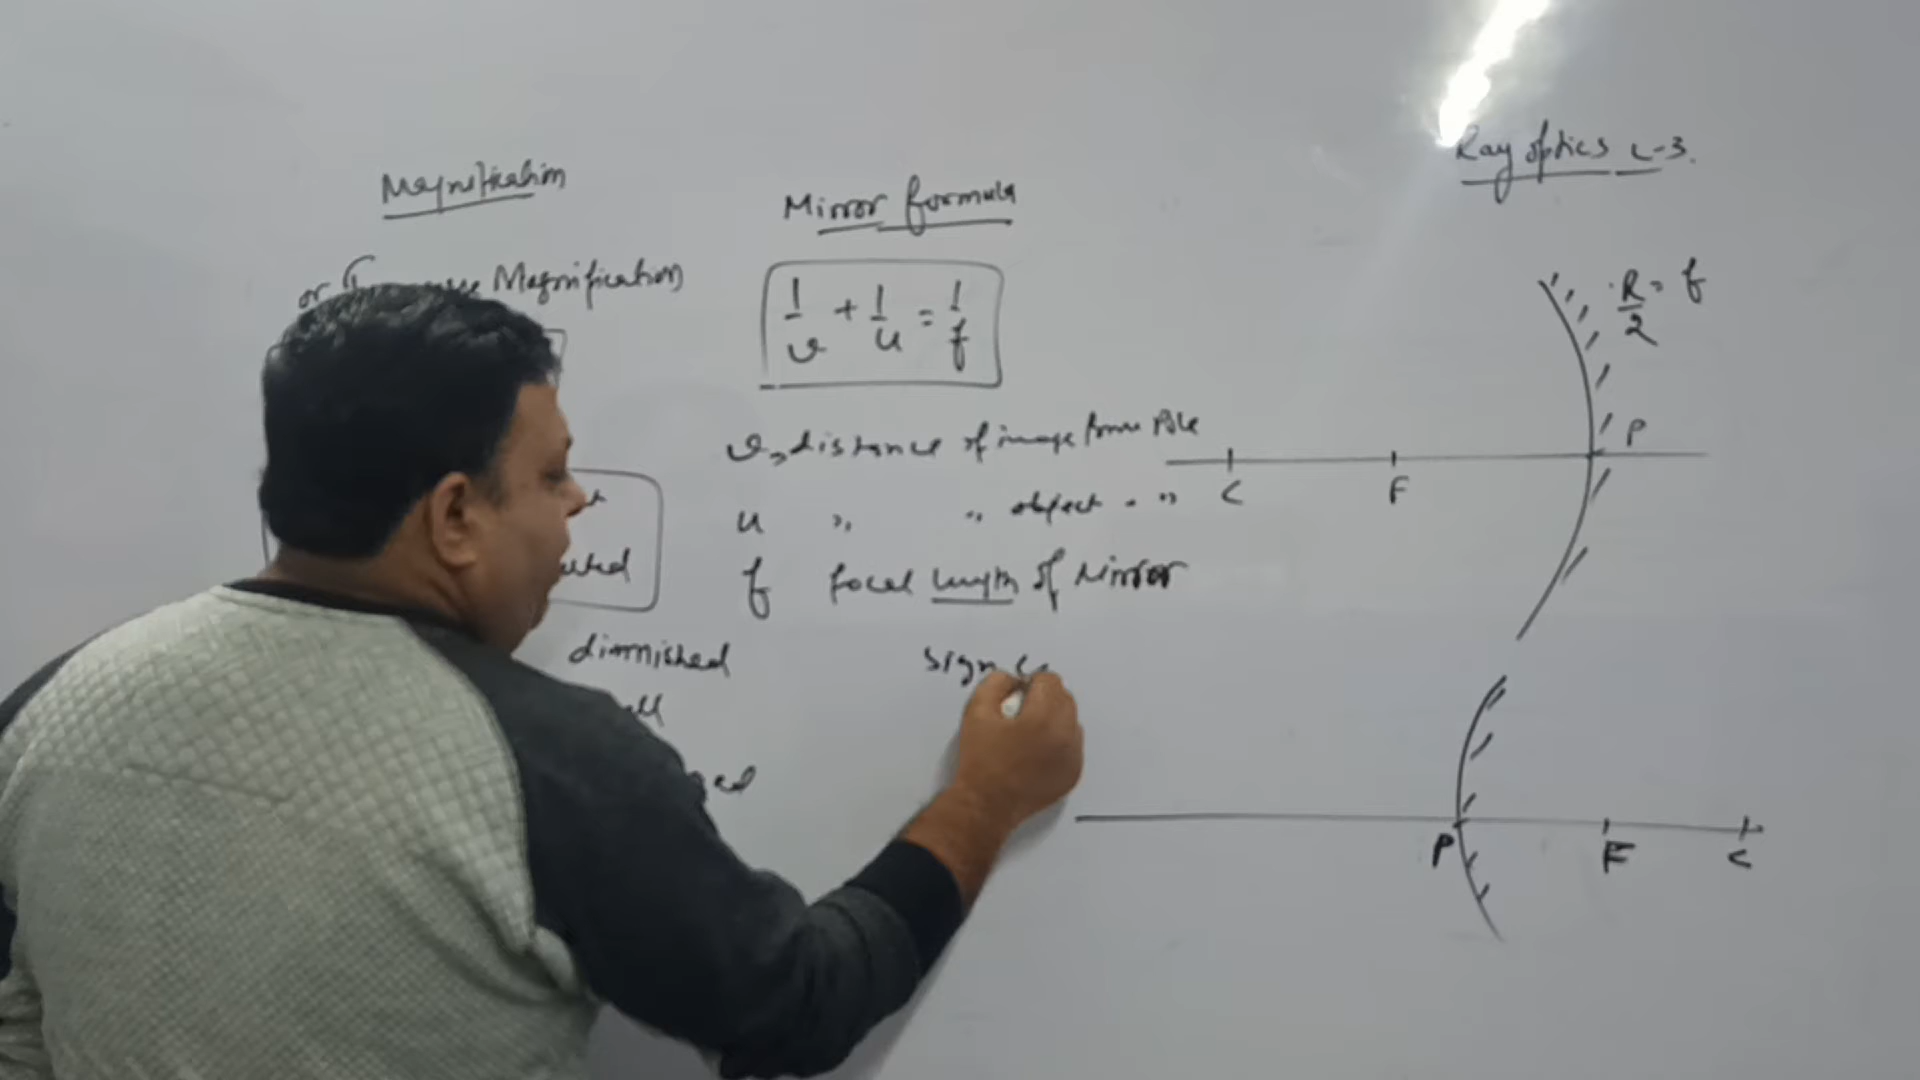 Ray optics L-3.
Magnification
or Magnification
diminished
Mirror formula
1/v + 1/u = 1/f
v → distance of image from Pole
u " " object " "
f focal length of Mirror
Sign
R/2 = f
P
C F
P F C